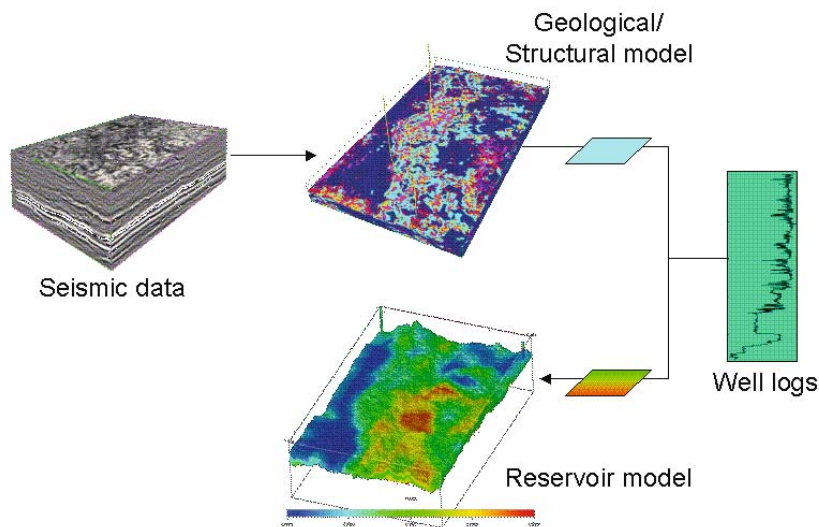 Geological/
Structural model
Seismic data
Well logs
Reservoir model